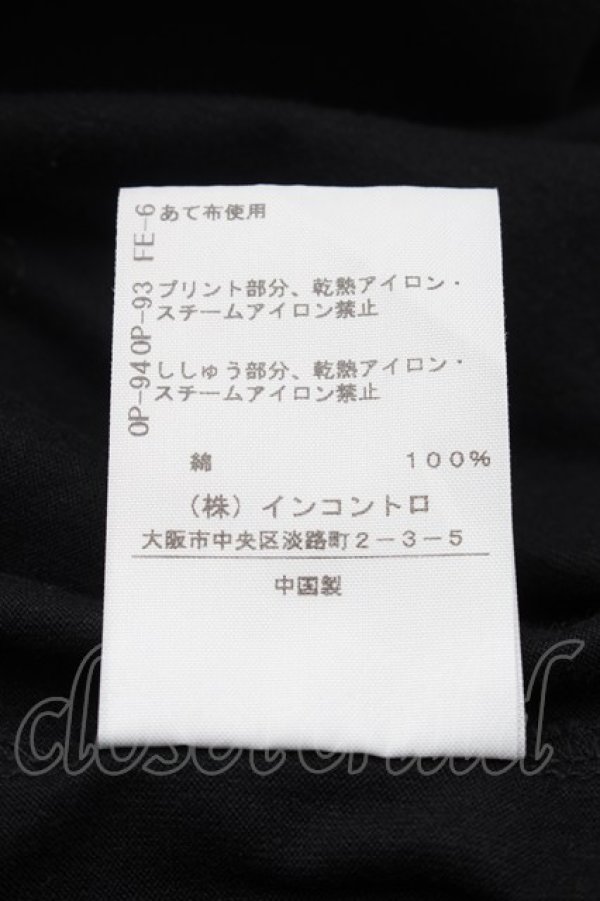 FE-6
あて布使用
OP-93
プリント部分、乾熱アイロン・
スチームアイロン禁止
OP-94
ししゅう部分、乾熱アイロン・
スチームアイロン禁止
綿 100%
(株)インコントロ
大阪市中央区淡路町2-3-5
中国製
closet child